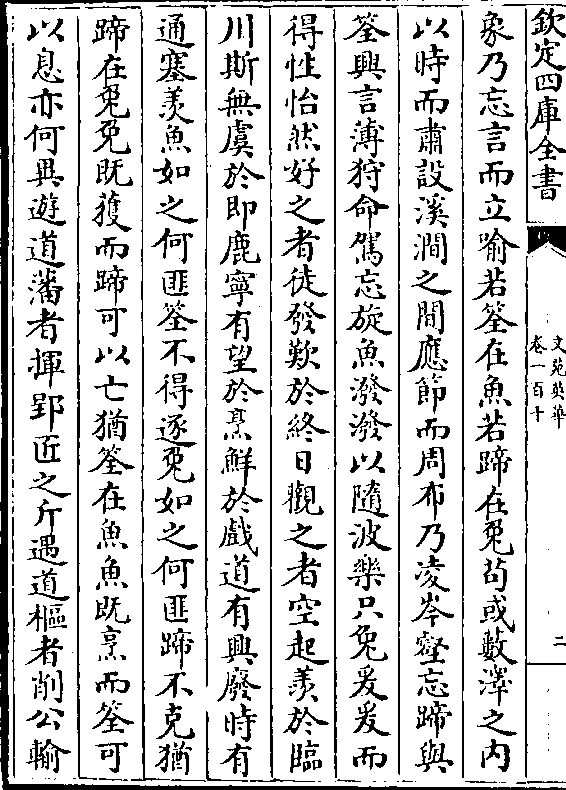 欽定四庫全書
文苑英華
卷一百十
二
象乃忘言而立喻若筌在魚若蹄在兎苟或藪澤之内
以時而肅設溪澗之間應節而周布乃凌岑壑忘蹄與
筌興言薄狩命駕忘旋魚潑潑以隨波樂只兎爰爰而
得性怡然好之者徒發歎於終日觀之者空起羨於臨
川斯無虞於即鹿寧有望於烹鮮於戲道有興廢時有
通塞羨魚如之何匪筌不得逐兎如之何匪蹄不克猶
蹄在兎兎既獲而蹄可以亡猶筌在魚魚既烹而筌可
以息亦何異遊道藩者揮郢匠之斤遇道樞者削公輸